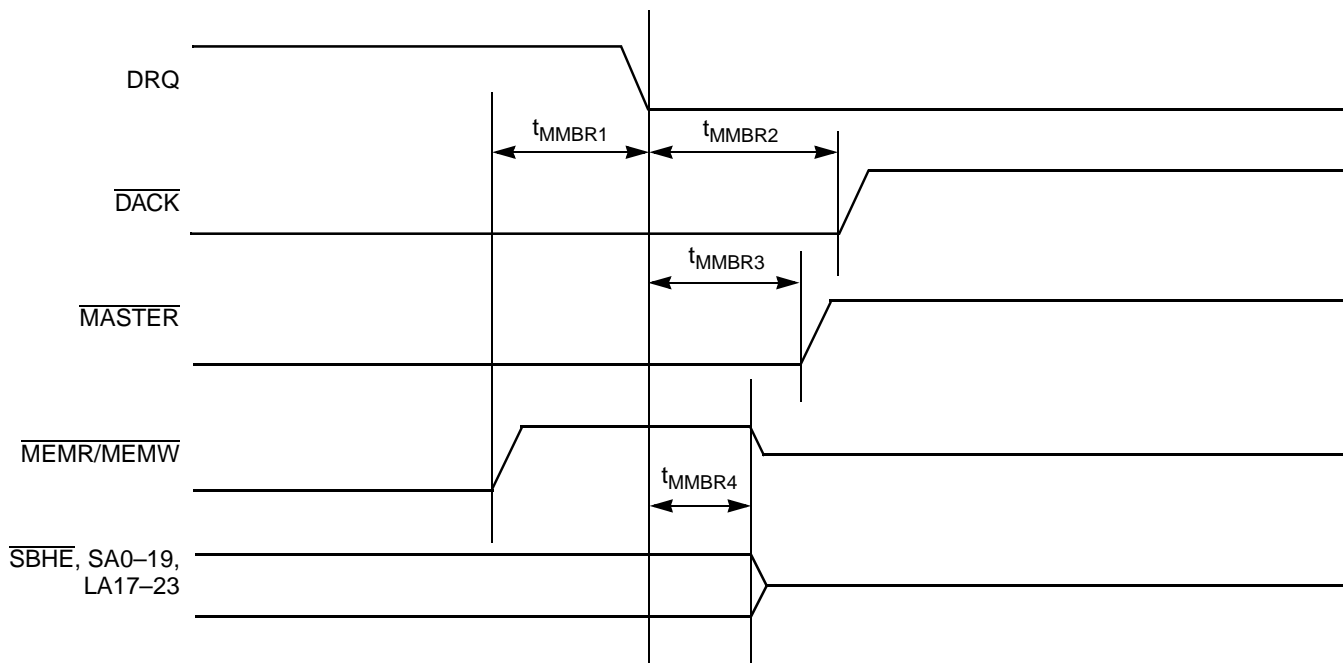 DRQ
tMMBR1
tMMBR2
DACK
tMMBR3
MASTER
MEMR/MEMW
tMMBR4
SBHE, SA0–19,
LA17–23